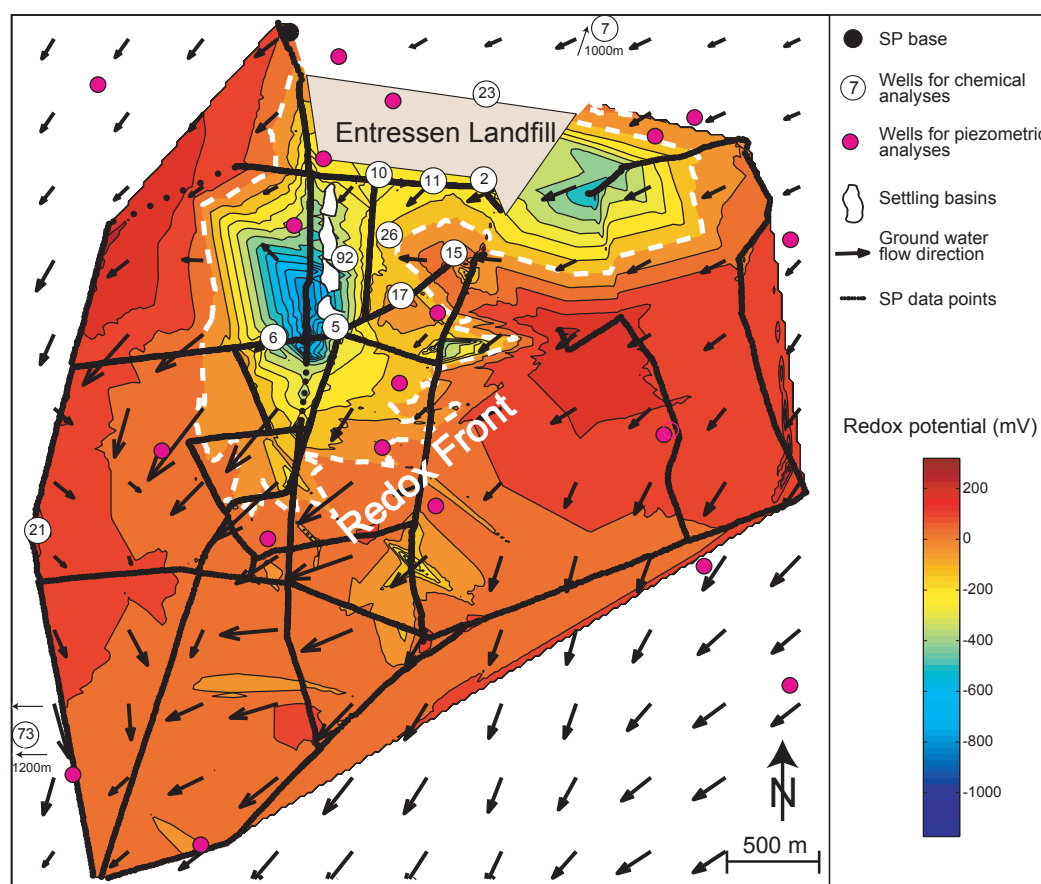 7
1000m
23
Entressen Landfill
10
11
2
26
15
92
17
5
6
Redox Front
21
73
1200m
N
500 m
SP base
7
Wells for chemical
analyses
Wells for piezometric
analyses
Settling basins
Ground water
flow direction
SP data points
Redox potential (mV)
200
0
-200
-400
-600
-800
-1000